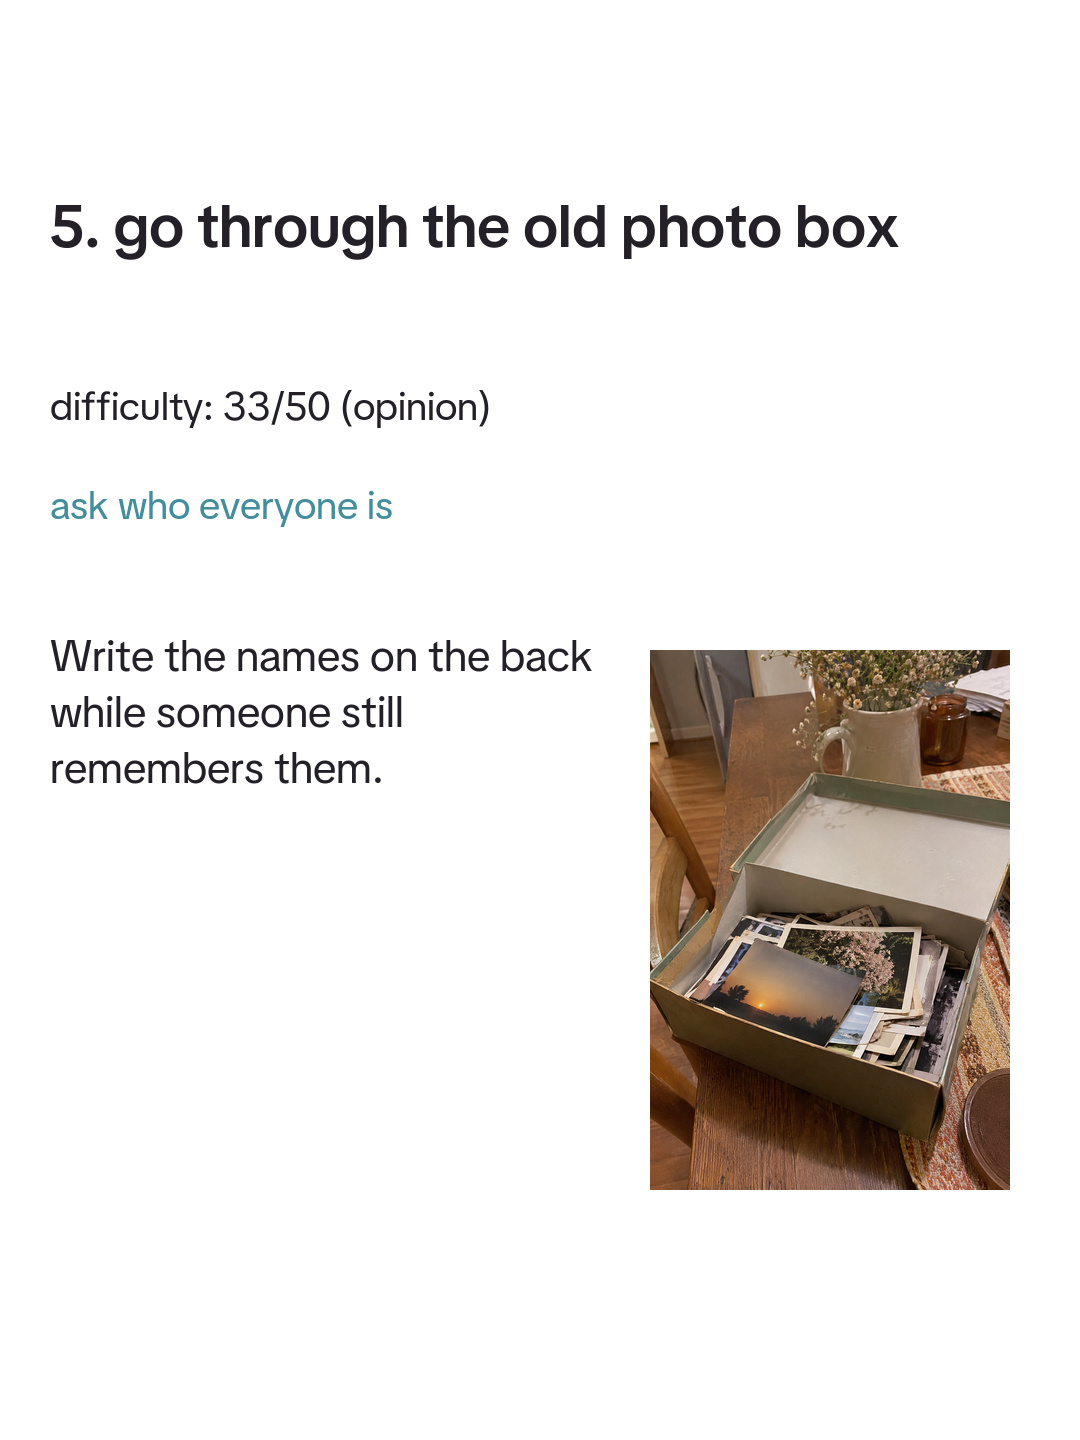 5. go through the old photo box
difficulty: 33/50 (opinion)
ask who everyone is
Write the names on the back
while someone still
remembers them.